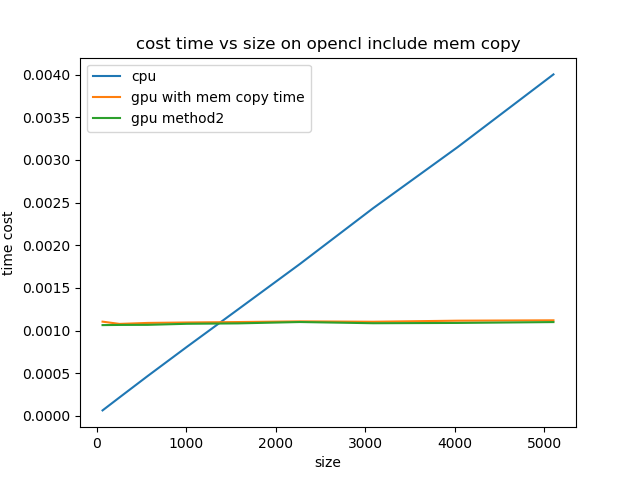 cost time vs size on opencl include mem copy
cpu
gpu with mem copy time
gpu method2
time cost
0.0040
0.0035
0.0030
0.0025
0.0020
0.0015
0.0010
0.0005
0.0000
0 1000 2000 3000 4000 5000
size